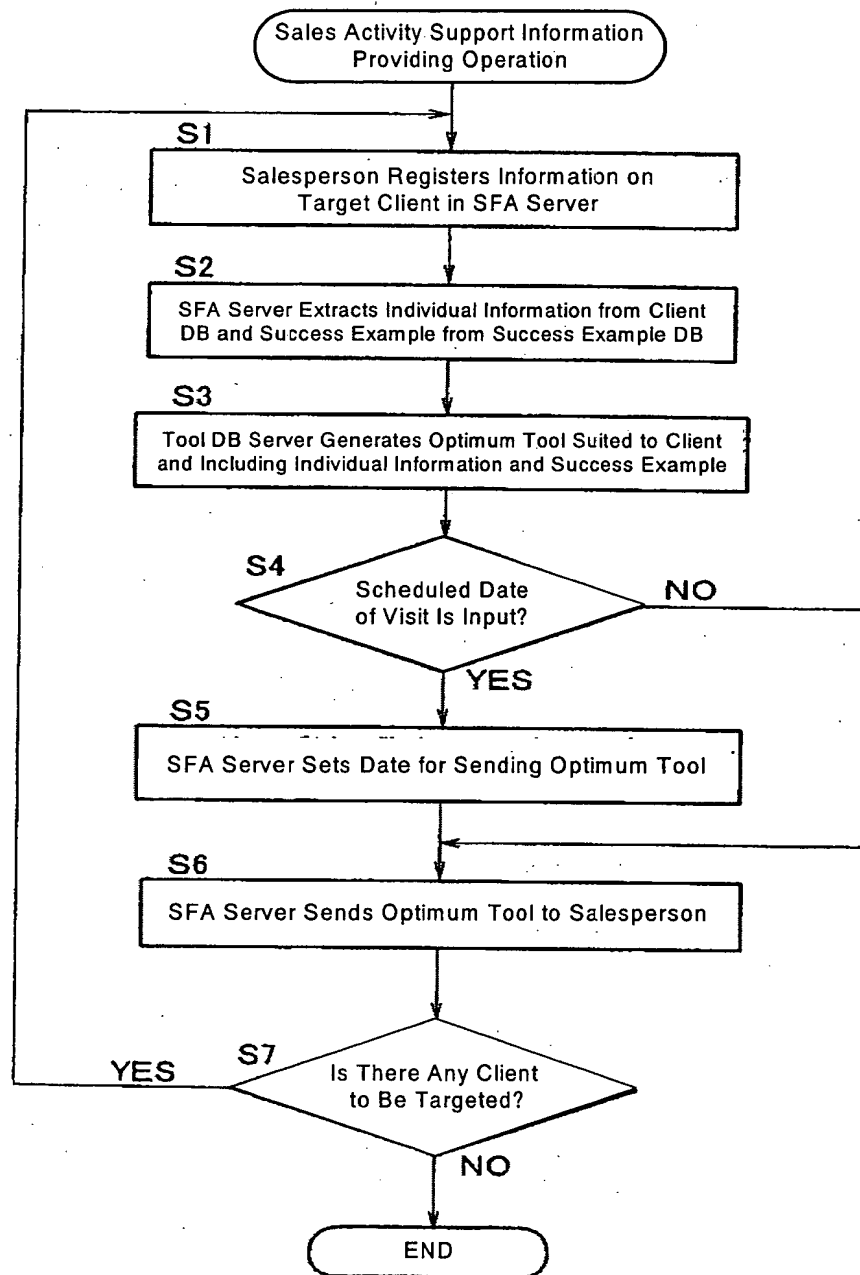 Sales Activity Support Information
Providing Operation
S1
Salesperson Registers Information on
Target Client in SFA Server
S2
SFA Server Extracts Individual Information from Client
DB and Success Example from Success Example DB
S3
Tool DB Server Generates Optimum Tool Suited to Client
and Including Individual Information and Success Example
S4
Scheduled Date
of Visit Is Input?
NO
YES
S5
SFA Server Sets Date for Sending Optimum Tool
S6
SFA Server Sends Optimum Tool to Salesperson
S7
YES
Is There Any Client
to Be Targeted?
NO
END